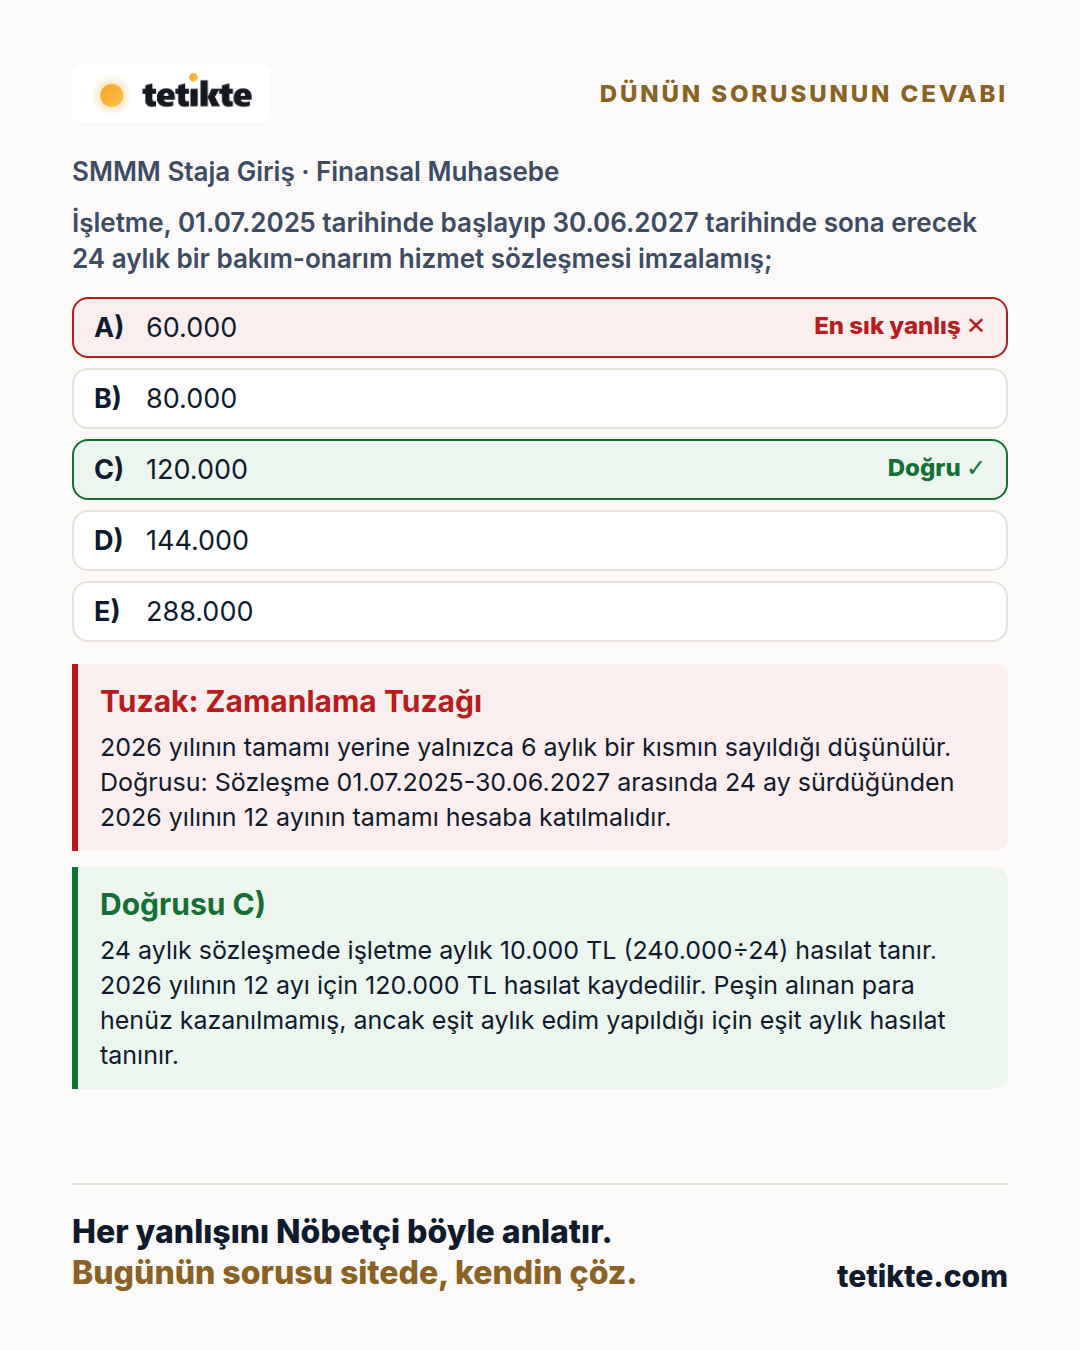 tetikte
DÜNÜN SORUSUNUN CEVABI
SMMM Staja Giriş · Finansal Muhasebe
İşletme, 01.07.2025 tarihinde başlayıp 30.06.2027 tarihinde sona erecek
24 aylık bir bakım-onarım hizmet sözleşmesi imzalamış;
A) 60.000 En sık yanlış ✕
B) 80.000
C) 120.000 Doğru ✓
D) 144.000
E) 288.000
Tuzak: Zamanlama Tuzağı
2026 yılının tamamı yerine yalnızca 6 aylık bir kısmın sayıldığı düşünülür.
Doğrusu: Sözleşme 01.07.2025-30.06.2027 arasında 24 ay sürdüğünden
2026 yılının 12 ayının tamamı hesaba katılmalıdır.
Doğrusu C)
24 aylık sözleşmede işletme aylık 10.000 TL (240.000÷24) hasılat tanır.
2026 yılının 12 ayı için 120.000 TL hasılat kaydedilir. Peşin alınan para
henüz kazanılmamış, ancak eşit aylık edim yapıldığı için eşit aylık hasılat
tanınır.
Her yanlışını Nöbetçi böyle anlatır.
Bugünün sorusu sitede, kendin çöz.
tetikte.com